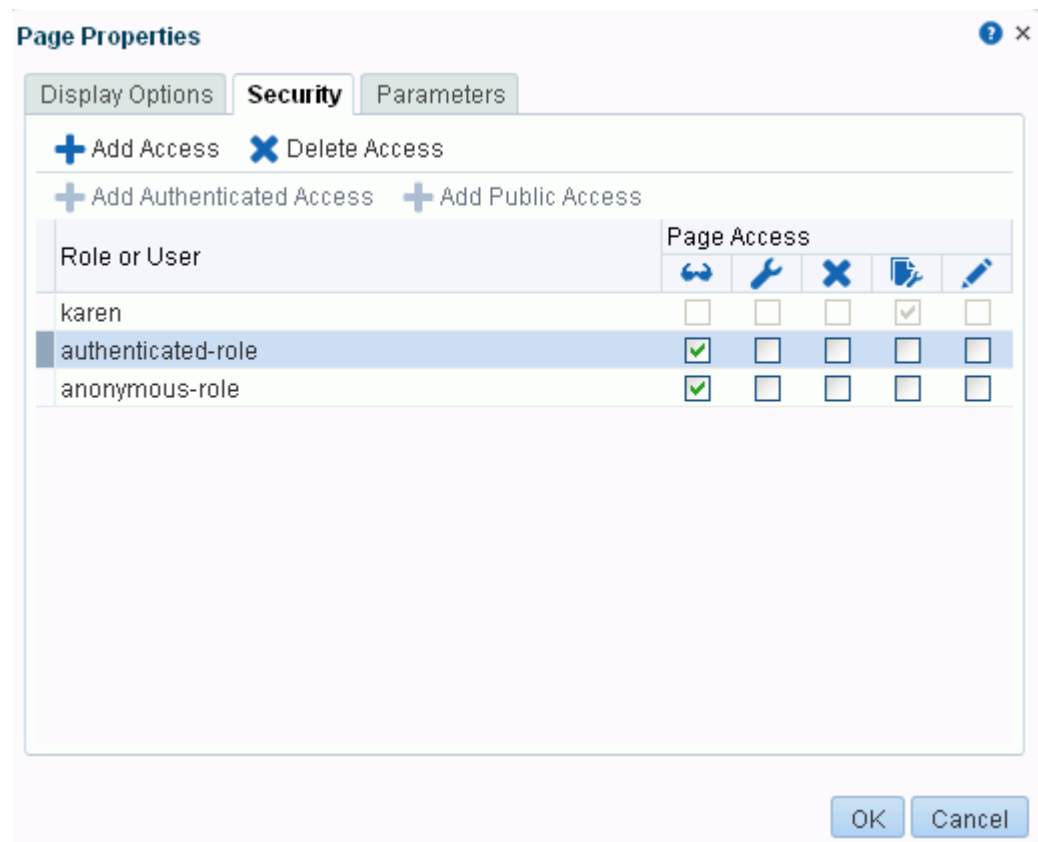 Page Properties
Display Options Security Parameters
Add Access Delete Access
Add Authenticated Access Add Public Access
Role or User
Page Access
karen
authenticated-role
anonymous-role
OK Cancel